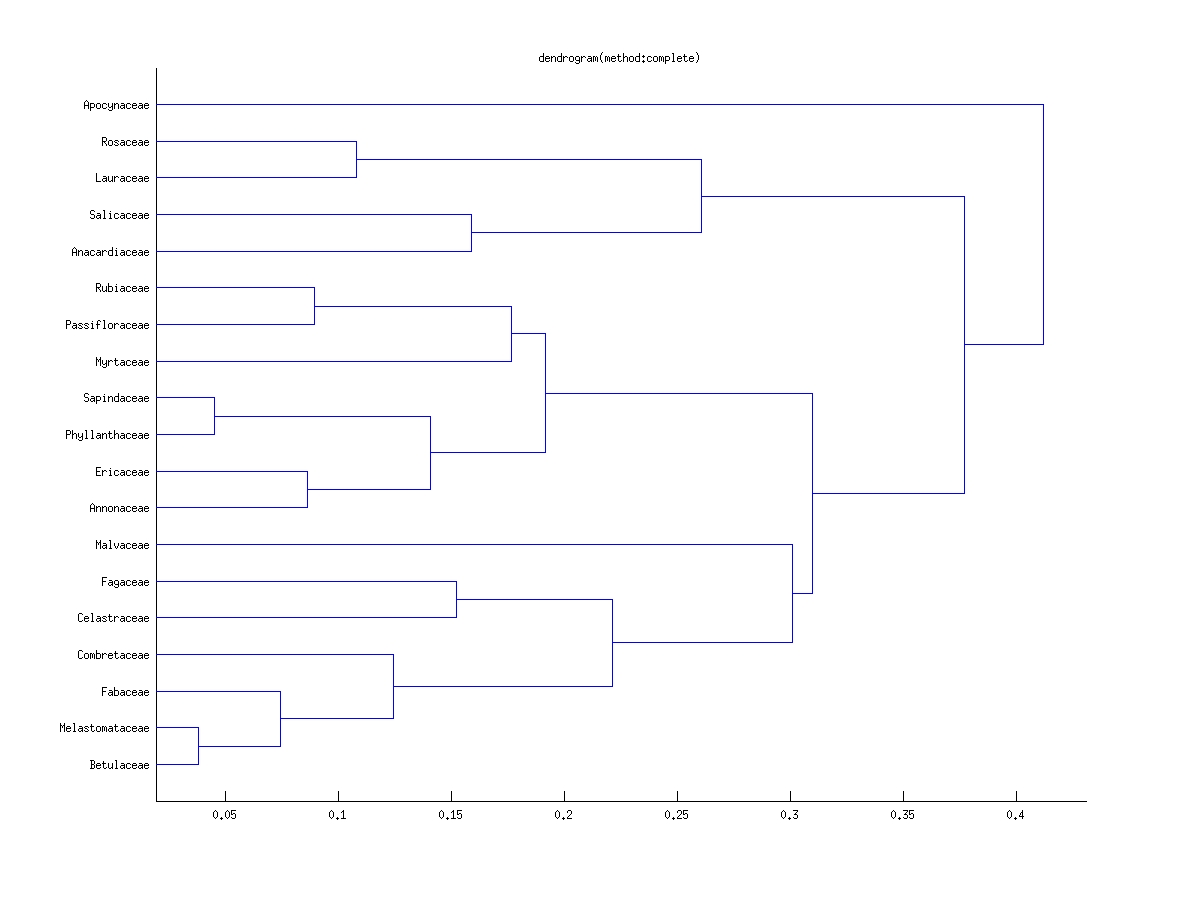 dendrogram(method:complete)
Apocynaceae
Rosaceae
Lauraceae
Salicaceae
Anacardiaceae
Rubiaceae
Passifloraceae
Myrtaceae
Sapindaceae
Phyllanthaceae
Ericaceae
Annonaceae
Malvaceae
Fagaceae
Celastraceae
Combretaceae
Fabaceae
Melastomataceae
Betulaceae
0.05 0.1 0.15 0.2 0.25 0.3 0.35 0.4